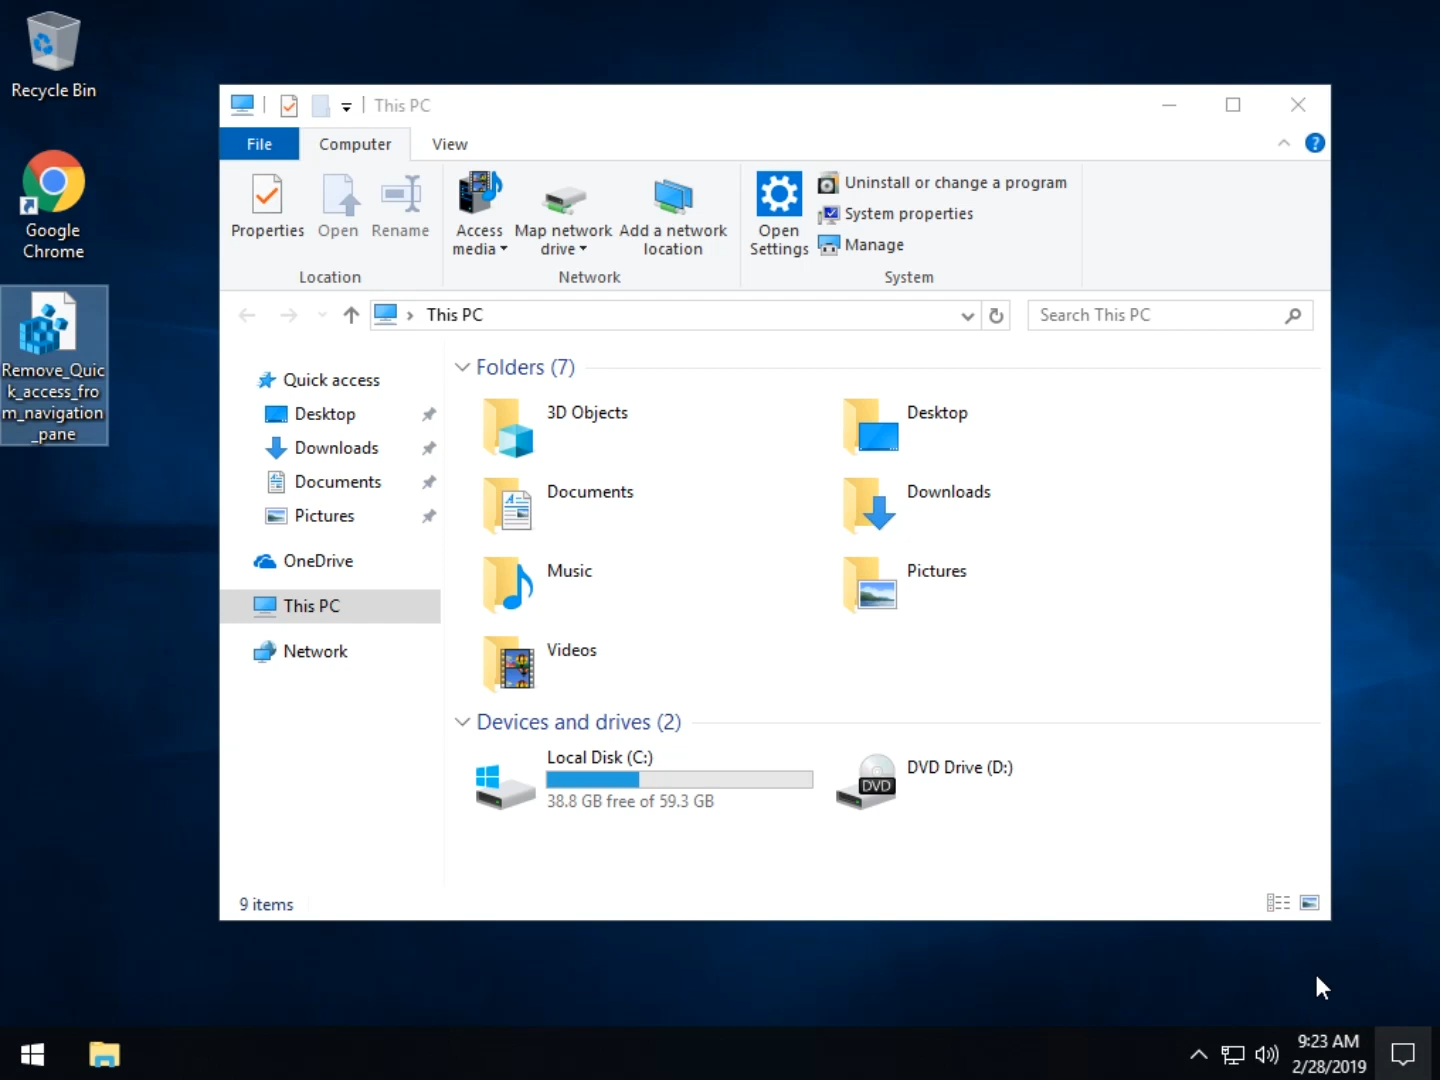 Recycle Bin
Google
Chrome
Remove_Quic
k_access_fro
m_navigation
_pane
This PC
File
Computer
View
Properties
Open
Rename
Access
media
Map network
drive
Add a network
location
Open
Settings
Uninstall or change a program
System properties
Manage
Location
Network
System
This PC
Search This PC
Quick access
Desktop
Downloads
Documents
Pictures
OneDrive
This PC
Network
Folders (7)
3D Objects
Desktop
Documents
Downloads
Music
Pictures
Videos
Devices and drives (2)
Local Disk (C:)
38.8 GB free of 59.3 GB
DVD
DVD Drive (D:)
9 items
9:23 AM
2/28/2019